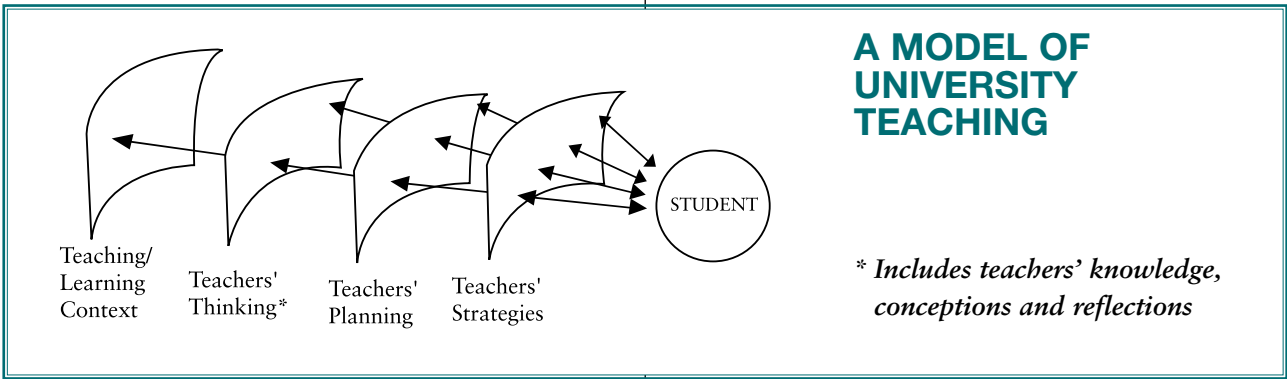 A MODEL OF
UNIVERSITY
TEACHING
STUDENT
Teaching/
Learning
Context
Teachers'
Thinking*
Teachers'
Planning
Teachers'
Strategies
* Includes teachers’ knowledge,
conceptions and reflections